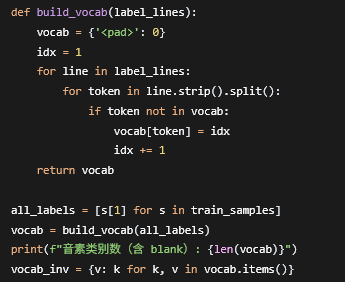 def build_vocab(label_lines):
    vocab = {'<pad>': 0}
    idx = 1
    for line in label_lines:
        for token in line.strip().split():
            if token not in vocab:
                vocab[token] = idx
                idx += 1
    return vocab

all_labels = [s[1] for s in train_samples]
vocab = build_vocab(all_labels)
print(f"音素类别数（含 blank）: {len(vocab)}")
vocab_inv = {v: k for k, v in vocab.items()}